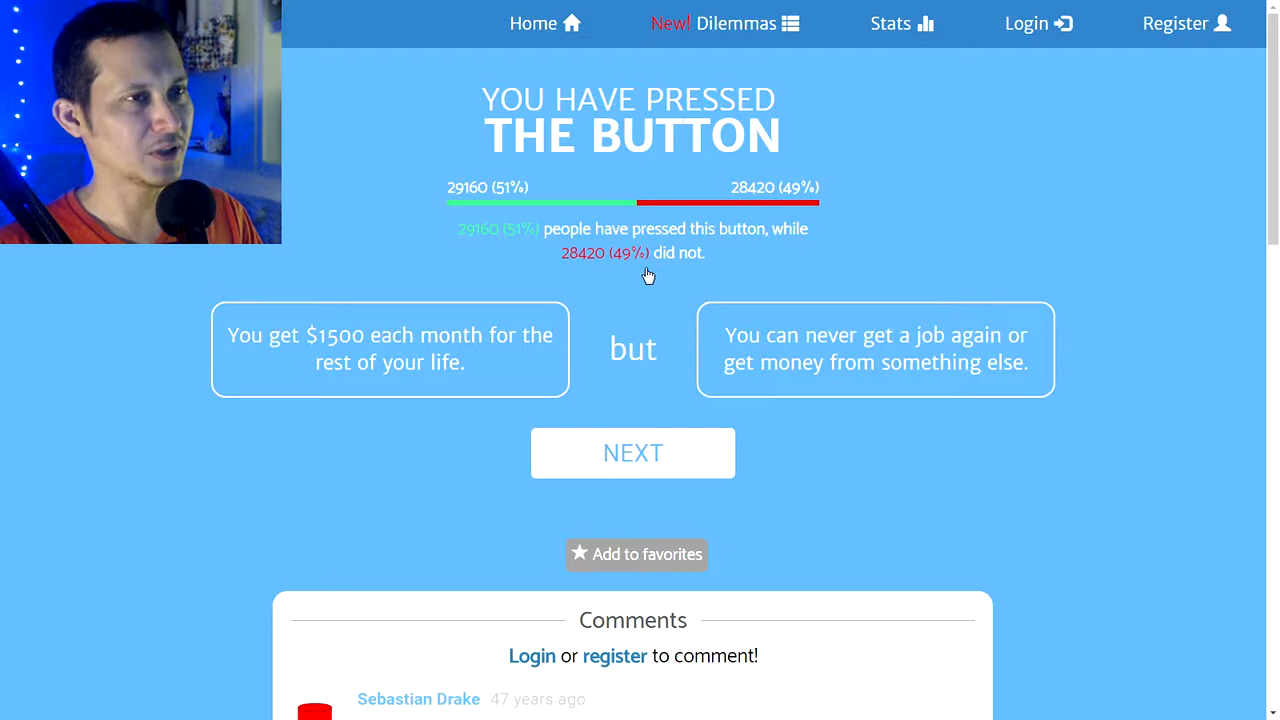 Home
New! Dilemmas
Stats
Login
Register
YOU HAVE PRESSED
THE BUTTON
29160 (51%)
28420 (49%)
29160 (51%) people have pressed this button, while
28420 (49%) did not.
You get $1500 each month for the
rest of your life.
but
You can never get a job again or
get money from something else.
NEXT
Add to favorites
Comments
Login or register to comment!
Sebastian Drake 47 years ago